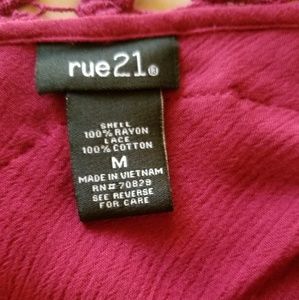 rue21®
SHELL
100% RAYON
LACE
100% COTTON
M
MADE IN VIETNAM
RN# 70829
SEE REVERSE
FOR CARE